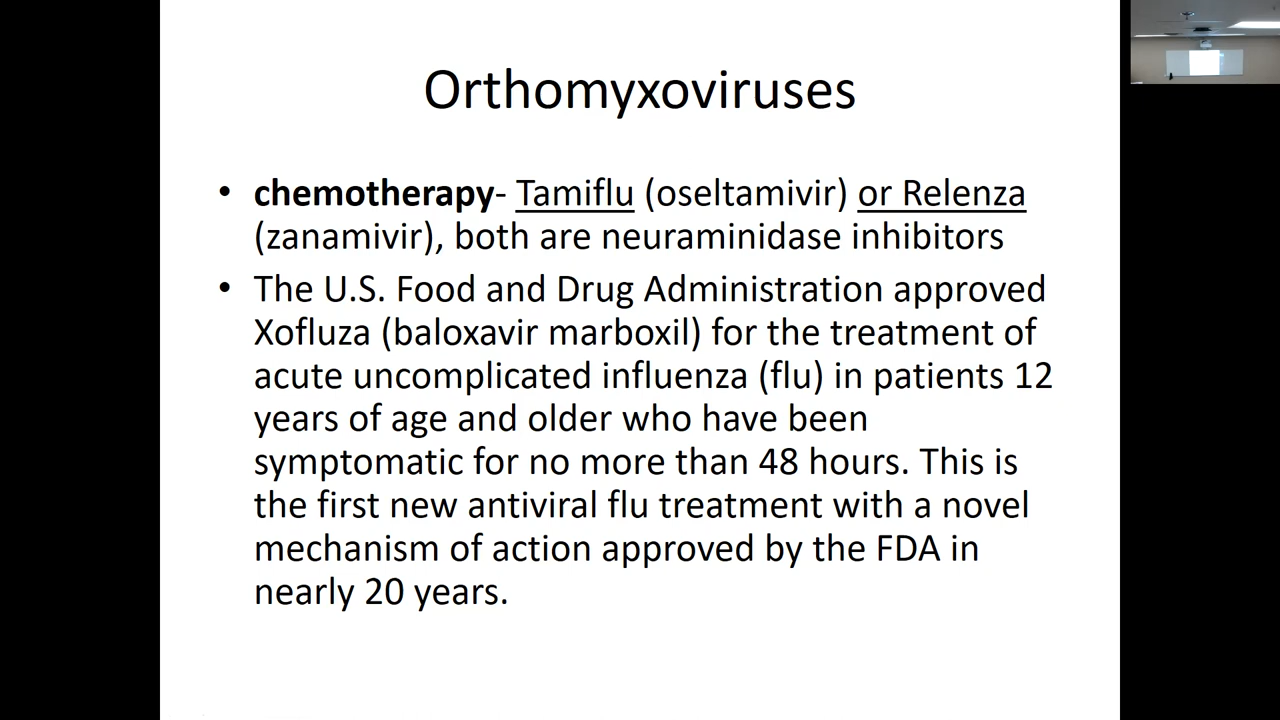 Orthomyxoviruses
• chemotherapy- Tamiflu (oseltamivir) or Relenza
(zanamivir), both are neuraminidase inhibitors
• The U.S. Food and Drug Administration approved
Xofluza (baloxavir marboxil) for the treatment of
acute uncomplicated influenza (flu) in patients 12
years of age and older who have been
symptomatic for no more than 48 hours. This is
the first new antiviral flu treatment with a novel
mechanism of action approved by the FDA in
nearly 20 years.